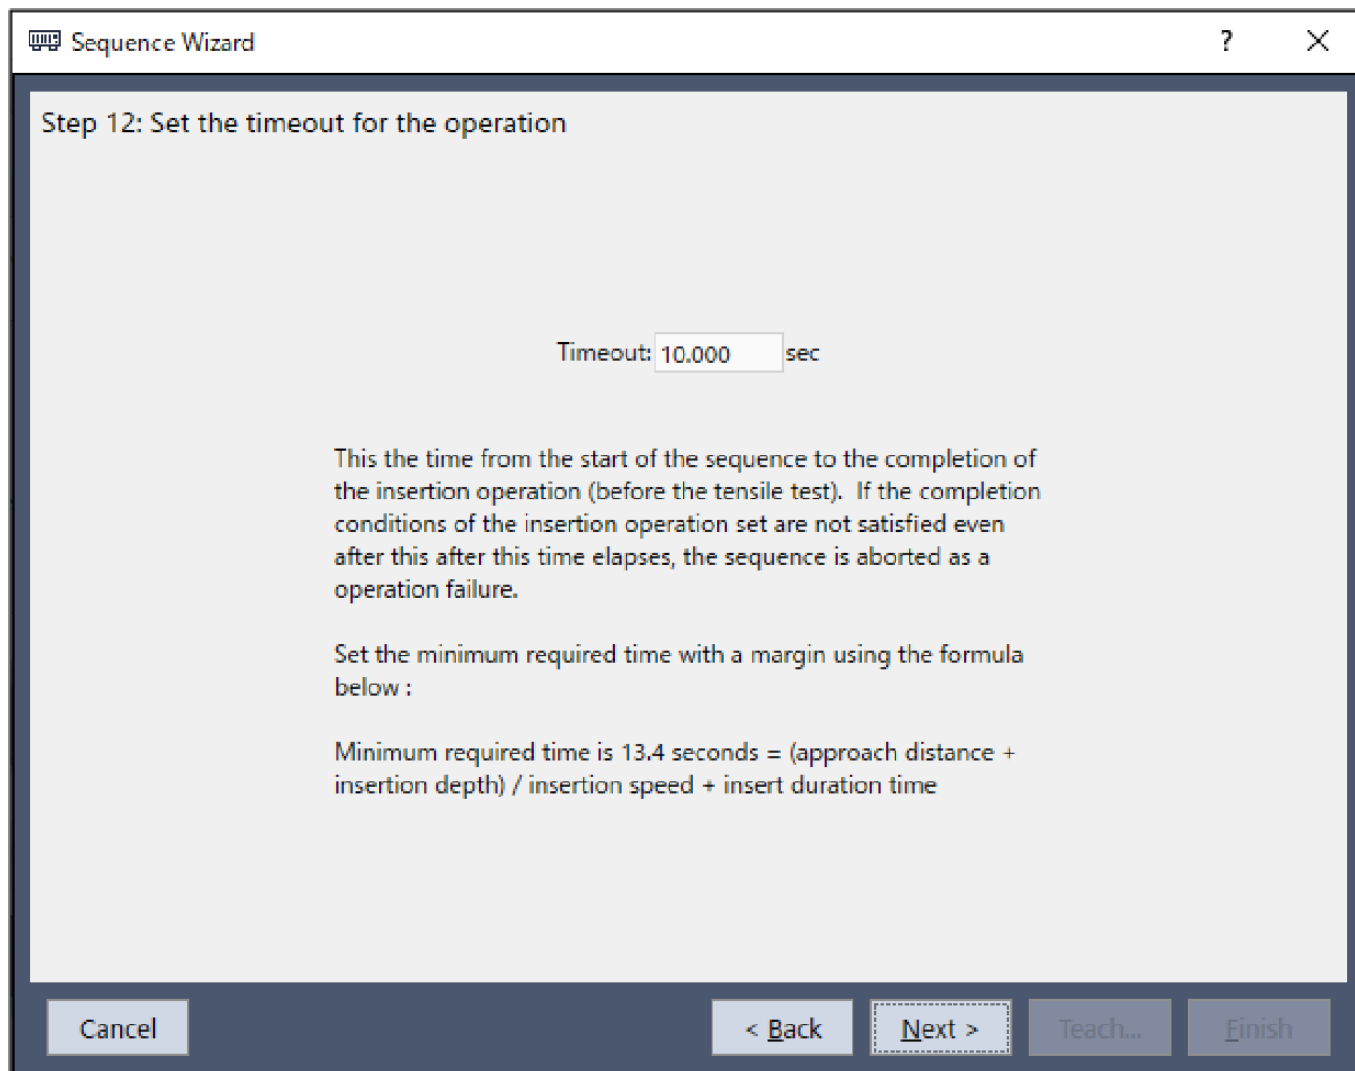 Sequence Wizard
?
Step 12: Set the timeout for the operation
Timeout: 10.000 sec
This the time from the start of the sequence to the completion of
the insertion operation (before the tensile test).  If the completion
conditions of the insertion operation set are not satisfied even
after this after this time elapses, the sequence is aborted as a
operation failure.
Set the minimum required time with a margin using the formula
below :
Minimum required time is 13.4 seconds = (approach distance +
insertion depth) / insertion speed + insert duration time
Cancel
< Back
Next >
Teach...
Finish